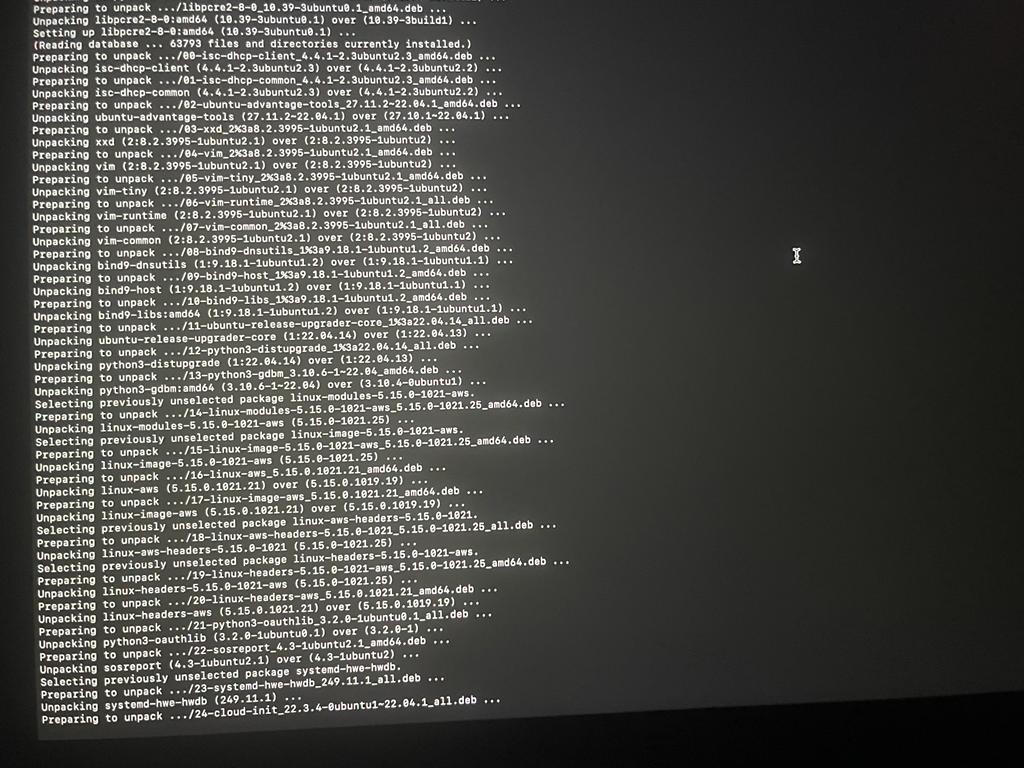 Preparing to unpack .../libpcre2-8-0_10.39-3ubuntu0.1_amd64.deb ...
Unpacking libpcre2-8-0:amd64 (10.39-3ubuntu0.1) over (10.39-3build1) ...
Setting up libpcre2-8-0:amd64 (10.39-3ubuntu0.1) ...
(Reading database ... 63793 files and directories currently installed.)
Preparing to unpack .../00-isc-dhcp-client_4.4.1-2.3ubuntu2.3_amd64.deb ...
Unpacking isc-dhcp-client (4.4.1-2.3ubuntu2.3) over (4.4.1-2.3ubuntu2.2) ...
Preparing to unpack .../01-isc-dhcp-common_4.4.1-2.3ubuntu2.3_amd64.deb ...
Unpacking isc-dhcp-common (4.4.1-2.3ubuntu2.3) over (4.4.1-2.3ubuntu2.2) ...
Preparing to unpack .../02-ubuntu-advantage-tools_27.11.2~22.04.1_amd64.deb ...
Unpacking ubuntu-advantage-tools (27.11.2~22.04.1) over (27.10.1~22.04.1) ...
Preparing to unpack .../03-xxd_2%3a8.2.3995-1ubuntu2.1_amd64.deb ...
Unpacking xxd (2:8.2.3995-1ubuntu2.1) over (2:8.2.3995-1ubuntu2) ...
Preparing to unpack .../04-vim_2%3a8.2.3995-1ubuntu2.1_amd64.deb ...
Unpacking vim (2:8.2.3995-1ubuntu2.1) over (2:8.2.3995-1ubuntu2) ...
Preparing to unpack .../05-vim-tiny_2%3a8.2.3995-1ubuntu2.1_amd64.deb ...
Unpacking vim-tiny (2:8.2.3995-1ubuntu2.1) over (2:8.2.3995-1ubuntu2) ...
Preparing to unpack .../06-vim-runtime_2%3a8.2.3995-1ubuntu2.1_all.deb ...
Unpacking vim-runtime (2:8.2.3995-1ubuntu2.1) over (2:8.2.3995-1ubuntu2) ...
Preparing to unpack .../07-vim-common_2%3a8.2.3995-1ubuntu2.1_all.deb ...
Unpacking vim-common (2:8.2.3995-1ubuntu2.1) over (2:8.2.3995-1ubuntu2) ...
Preparing to unpack .../08-bind9-dnsutils_1%3a9.18.1-1ubuntu1.2_amd64.deb ...
Unpacking bind9-dnsutils (1:9.18.1-1ubuntu1.2) over (1:9.18.1-1ubuntu1.1) ...
Preparing to unpack .../09-bind9-host_1%3a9.18.1-1ubuntu1.2_amd64.deb ...
Unpacking bind9-host (1:9.18.1-1ubuntu1.2) over (1:9.18.1-1ubuntu1.1) ...
Preparing to unpack .../10-bind9-libs_1%3a9.18.1-1ubuntu1.2_amd64.deb ...
Unpacking bind9-libs:amd64 (1:9.18.1-1ubuntu1.2) over (1:9.18.1-1ubuntu1.1) ...
Preparing to unpack .../11-ubuntu-release-upgrader-core_1%3a22.04.14_all.deb ...
Unpacking ubuntu-release-upgrader-core (1:22.04.14) over (1:22.04.13) ...
Preparing to unpack .../12-python3-distupgrade_1%3a22.04.14_all.deb ...
Unpacking python3-distupgrade (1:22.04.14) over (1:22.04.13) ...
Preparing to unpack .../13-python3-gdbm_3.10.6-1~22.04_amd64.deb ...
Unpacking python3-gdbm:amd64 (3.10.6-1~22.04) over (3.10.4-0ubuntu1) ...
Selecting previously unselected package linux-modules-5.15.0-1021-aws.
Preparing to unpack .../14-linux-modules-5.15.0-1021-aws_5.15.0-1021.25_amd64.deb ...
Unpacking linux-modules-5.15.0-1021-aws (5.15.0-1021.25) ...
Selecting previously unselected package linux-image-5.15.0-1021-aws.
Preparing to unpack .../15-linux-image-5.15.0-1021-aws_5.15.0-1021.25_amd64.deb ...
Unpacking linux-image-5.15.0-1021-aws (5.15.0-1021.25) ...
Preparing to unpack .../16-linux-aws_5.15.0.1021.21_amd64.deb ...
Unpacking linux-aws (5.15.0.1021.21) over (5.15.0.1019.19) ...
Preparing to unpack .../17-linux-image-aws_5.15.0.1021.21_amd64.deb ...
Unpacking linux-image-aws (5.15.0.1021.21) over (5.15.0.1019.19) ...
Selecting previously unselected package linux-aws-headers-5.15.0-1021.
Preparing to unpack .../18-linux-aws-headers-5.15.0-1021_5.15.0-1021.25_all.deb ...
Unpacking linux-aws-headers-5.15.0-1021 (5.15.0-1021.25) ...
Selecting previously unselected package linux-headers-5.15.0-1021-aws.
Preparing to unpack .../19-linux-headers-5.15.0-1021-aws_5.15.0-1021.25_amd64.deb ...
Unpacking linux-headers-5.15.0-1021-aws (5.15.0-1021.25) ...
Preparing to unpack .../20-linux-headers-aws_5.15.0.1021.21_amd64.deb ...
Unpacking linux-headers-aws (5.15.0.1021.21) over (5.15.0.1019.19) ...
Preparing to unpack .../21-python3-oauthlib_3.2.0-1ubuntu0.1_all.deb ...
Unpacking python3-oauthlib (3.2.0-1ubuntu0.1) over (3.2.0-1) ...
Preparing to unpack .../22-sosreport_4.3-1ubuntu2.1_amd64.deb ...
Unpacking sosreport (4.3-1ubuntu2.1) over (4.3-1ubuntu2) ...
Selecting previously unselected package systemd-hwe-hwdb.
Preparing to unpack .../23-systemd-hwe-hwdb_249.11.1_all.deb ...
Unpacking systemd-hwe-hwdb (249.11.1) ...
Preparing to unpack .../24-cloud-init_22.3.4-0ubuntu1~22.04.1_all.deb ...